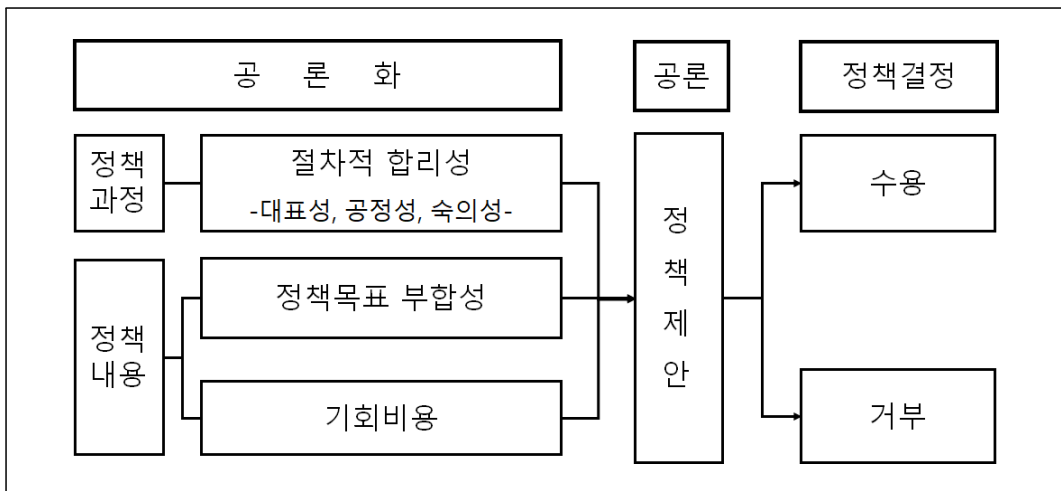 공 론 화
공론
정책결정
정책
과정
절차적 합리성
-대표성, 공정성, 숙의성-
정책
내용
정책목표 부합성
기회비용
정
책
제
안
수용
거부